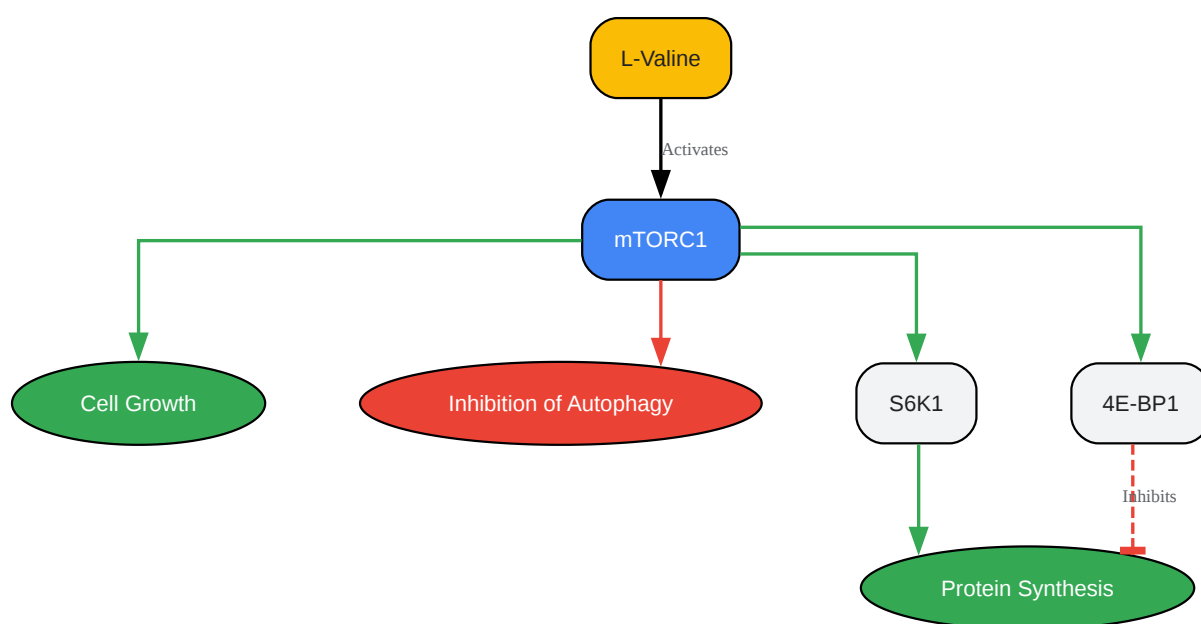 L-Valine
Activates
mTORC1
Cell Growth
Inhibition of Autophagy
S6K1
4E-BP1
Inhibits
Protein Synthesis